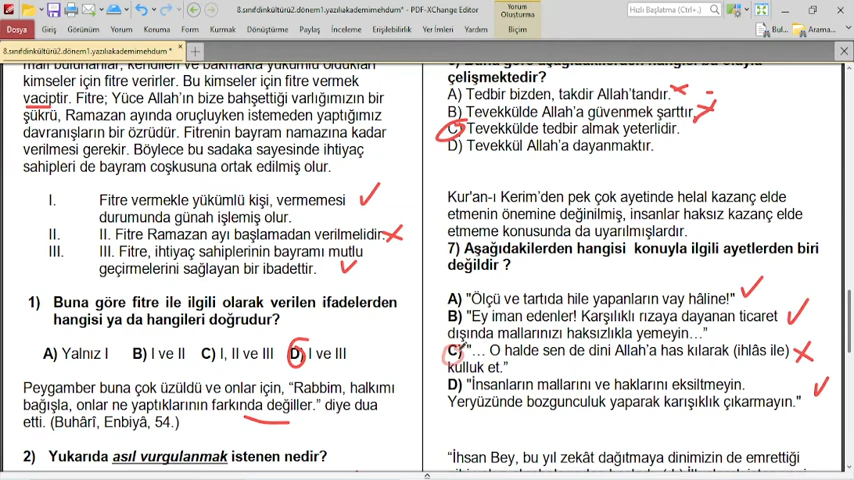 8.sınıfdinkültürü2.dönem1.yazılıakademimehdum* - PDF-XChange Editor
Yorum Oluşturma
Hızlı Başlatma (Ctrl+.)
Dosya Giriş Görünüm Yorum Kurmak Dönüştürme Paylaş İnceleme Erişilebilirlik Yer İmleri Yardım Biçim Bul... Arama...
8.sınıfdinkültürü2.dönem1.yazılıakademimehdum *
kimseler için fitre verirler. Bu kimseler için fitre vermek
vaciptir. Fitre; Yüce Allah’ın bize bahşettiği varlığımızın bir
şükrü, Ramazan ayında oruçluyken istemeden yaptığımız
davranışların bir özrüdür. Fitrenin bayram namazına kadar
verilmesi gerekir. Böylece bu sadaka sayesinde ihtiyaç
sahipleri de bayram coşkusuna ortak edilmiş olur.
I. Fitre vermekle yükümlü kişi, vermemesi
durumunda günah işlemiş olur.
II. II. Fitre Ramazan ayı başlamadan verilmelidir.
III. III. Fitre, ihtiyaç sahiplerinin bayramı mutlu
geçirmelerini sağlayan bir ibadettir.
1) Buna göre fitre ile ilgili olarak verilen ifadelerden
hangisi ya da hangileri doğrudur?
A) Yalnız I B) I ve II C) I, II ve III D) I ve III
Peygamber buna çok üzüldü ve onlar için, “Rabbim, halkımı
bağışla, onlar ne yaptıklarının farkında değiller.” diye dua
etti. (Buhârî, Enbiyâ, 54.)
2) Yukarıda asıl vurgulanmak istenen nedir?
çelişmektedir?
A) Tedbir bizden, takdir Allah’tandır.
B) Tevekkülde Allah’a güvenmek şarttır.
C) Tevekkülde tedbir almak yeterlidir.
D) Tevekkül Allah’a dayanmaktır.
Kur'an-ı Kerim’den pek çok ayetinde helal kazanç elde
etmenin önemine değinilmiş, insanlar haksız kazanç elde
etmeme konusunda da uyarılmışlardır.
7) Aşağıdakilerden hangisi konuyla ilgili ayetlerden biri
değildir ?
A) "Ölçü ve tartıda hile yapanların vay hâline!"
B) "Ey iman edenler! Karşılıklı rızaya dayanan ticaret
dışında mallarınızı haksızlıkla yemeyin…”
C) "… O halde sen de dini Allah’a has kılarak (ihlâs ile)
kulluk et.”
D) "İnsanların mallarını ve haklarını eksiltmeyin.
Yeryüzünde bozgunculuk yaparak karışıklık çıkarmayın."
“İhsan Bey, bu yıl zekât dağıtmaya dinimizin de emrettiği